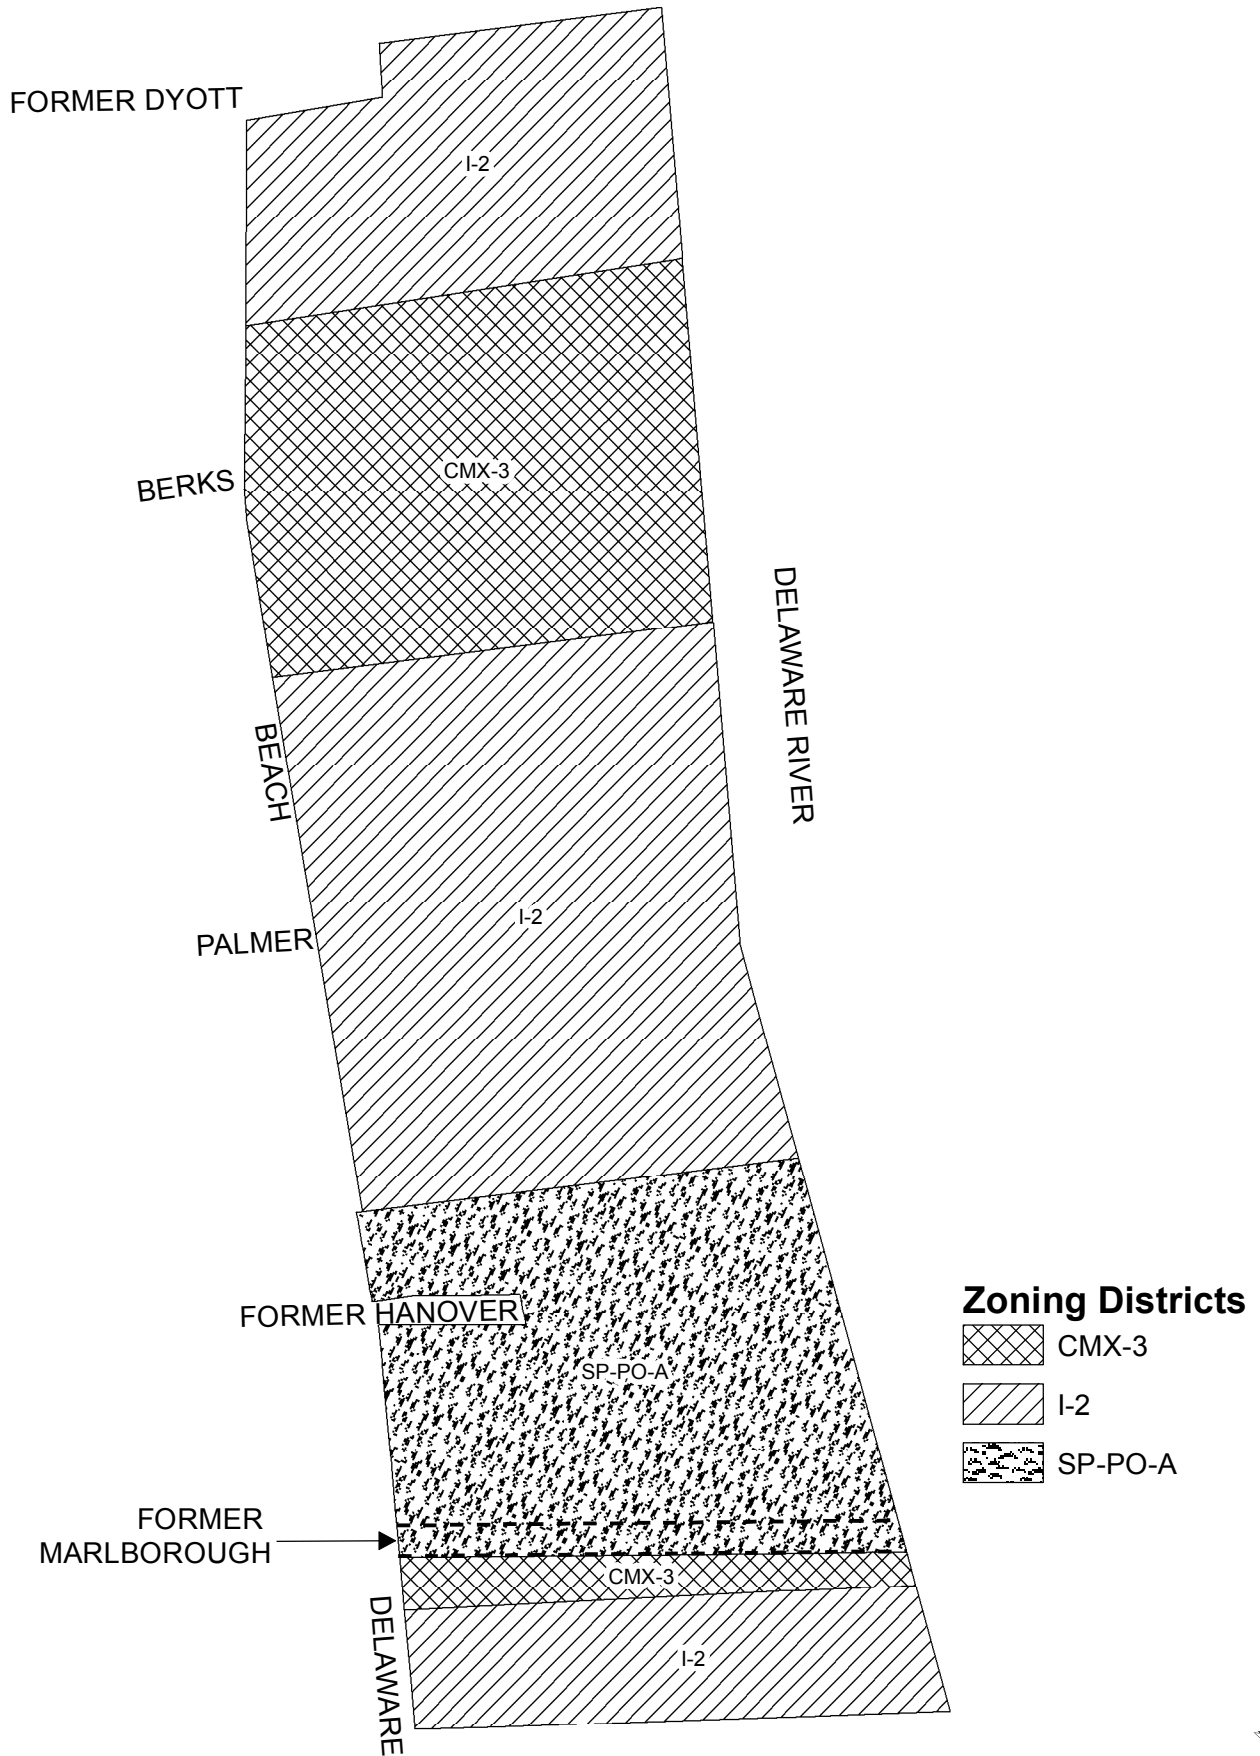 FORMER DYOTT
I-2
CMX-3
BERKS
DELAWARE RIVER
BEACH
I-2
PALMER
FORMER HANOVER
SP-PO-A
Zoning Districts
CMX-3
I-2
SP-PO-A
FORMER
MARLBOROUGH
CMX-3
DELAWARE
I-2